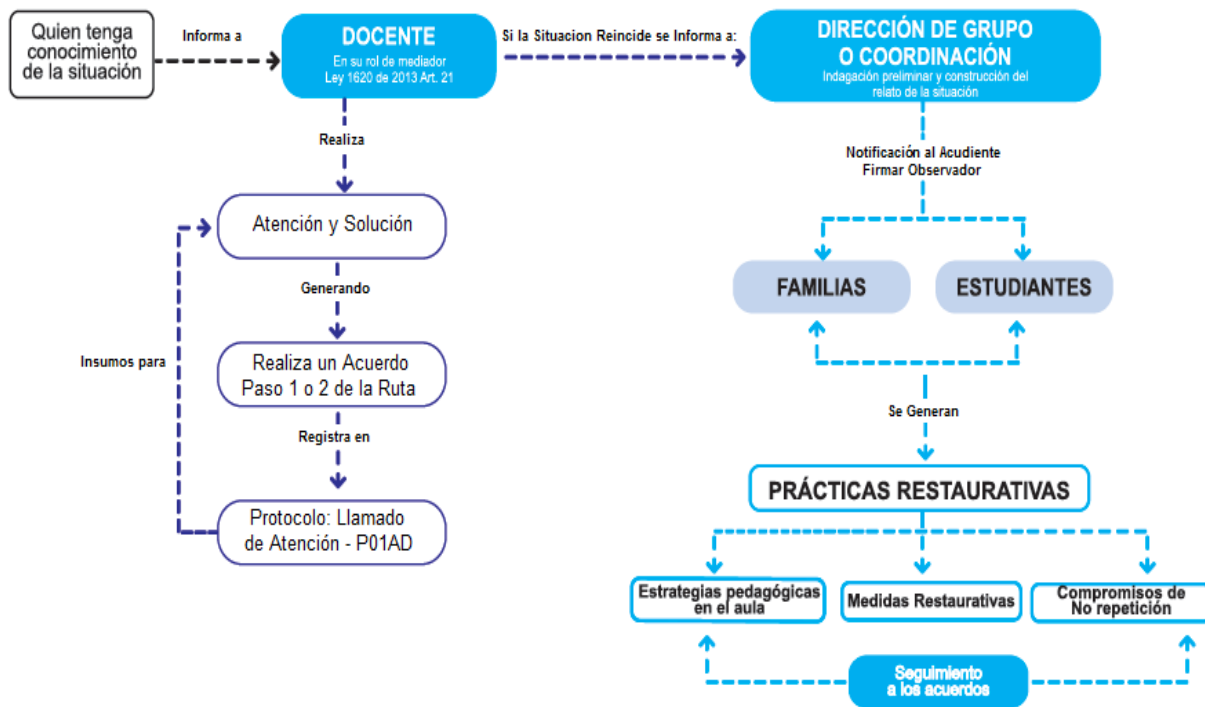 Quien tenga
conocimiento
de la situación
Informa a
DOCENTE
En su rol de mediador
Ley 1620 de 2013 Art. 21
Si la Situacion Reincide se Informa a:
DIRECCIÓN DE GRUPO
O COORDINACIÓN
Indagación preliminar y construcción del
relato de la situación
Realiza
Atención y Solución
Generando
Realiza un Acuerdo
Paso 1 o 2 de la Ruta
Registra en
Protocolo: Llamado
de Atención - P01AD
Insumos para
Notificación al Acudiente
Firmar Observador
FAMILIAS
ESTUDIANTES
Se Generan
PRÁCTICAS RESTAURATIVAS
Estrategias pedagógicas
en el aula
Medidas Restaurativas
Compromisos de
No repetición
Seguimiento
a los acuerdos